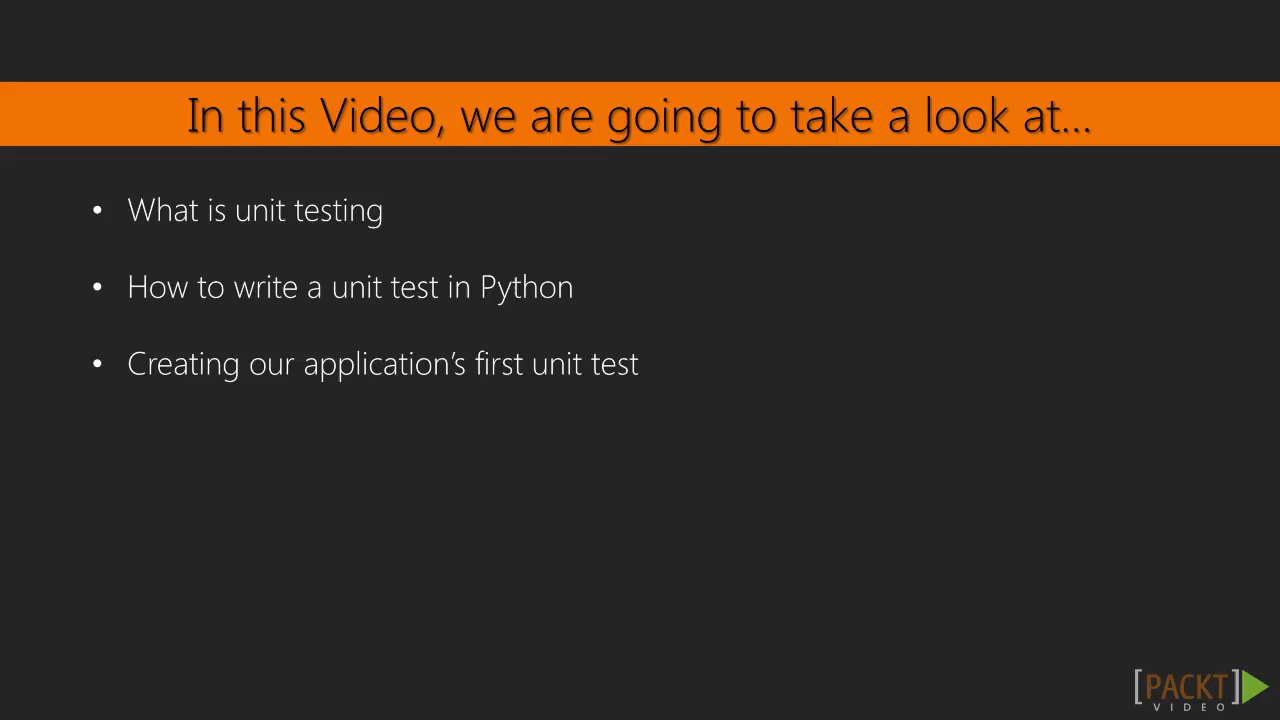 In this Video, we are going to take a look at...
• What is unit testing
• How to write a unit test in Python
• Creating our application’s first unit test
[PACKT]
VIDEO